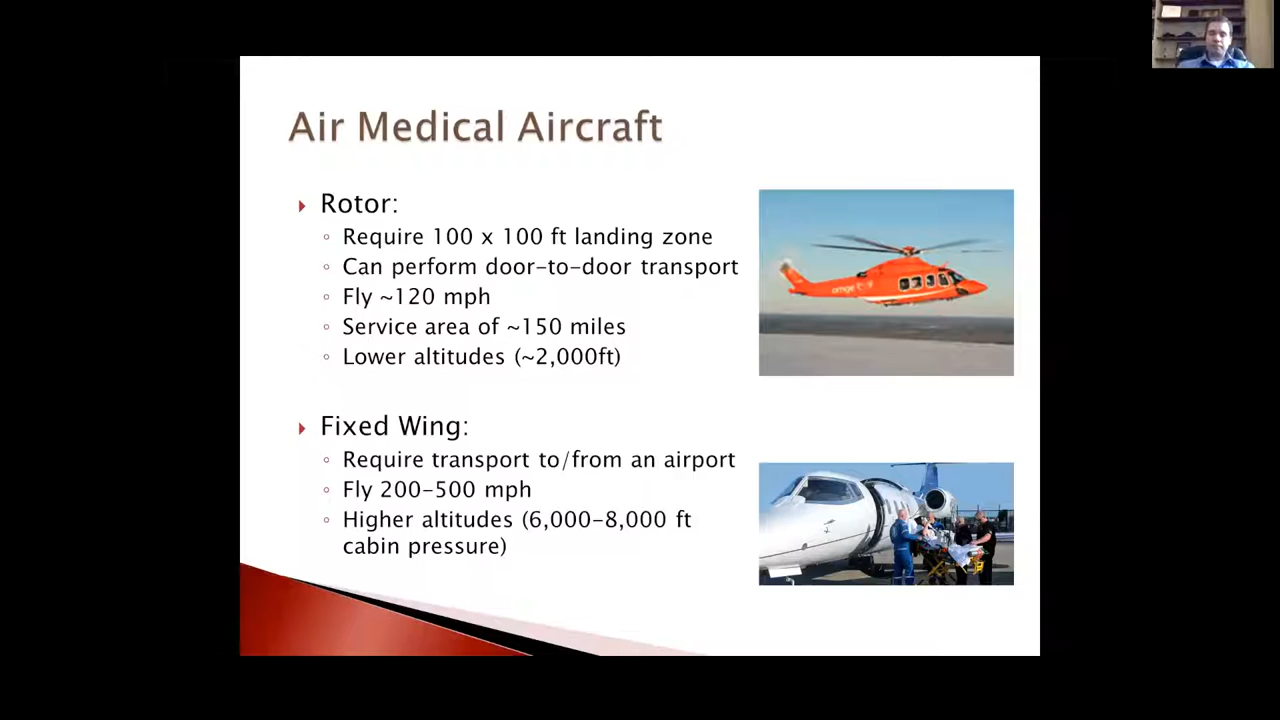 Air Medical Aircraft
Rotor:
Require 100 x 100 ft landing zone
Can perform door-to-door transport
Fly ~120 mph
Service area of ~150 miles
Lower altitudes (~2,000ft)
ornge
Fixed Wing:
Require transport to/from an airport
Fly 200-500 mph
Higher altitudes (6,000-8,000 ft
cabin pressure)